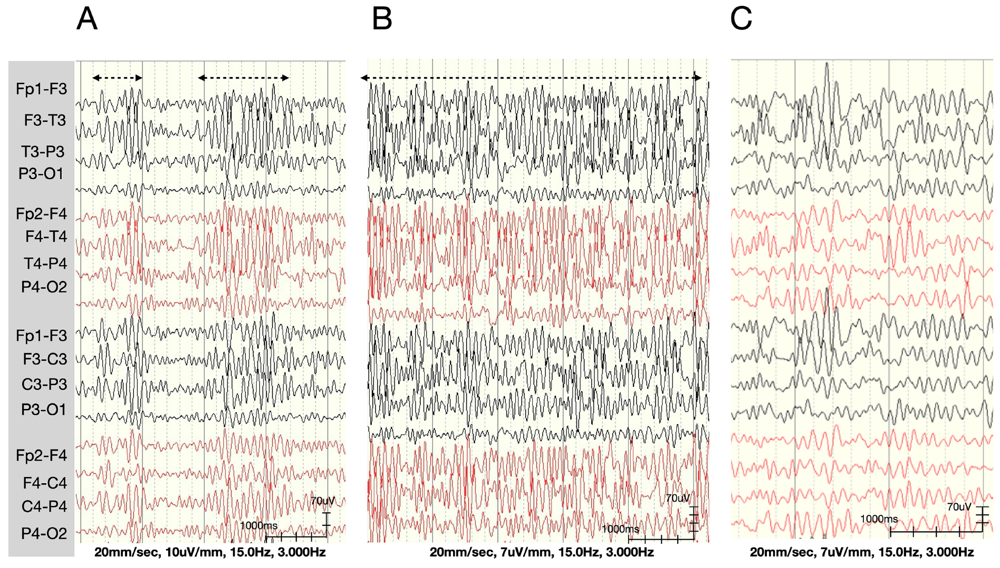 A
B
C
Fp1-F3
F3-T3
T3-P3
P3-O1
Fp2-F4
F4-T4
T4-P4
P4-O2
Fp1-F3
F3-C3
C3-P3
P3-O1
Fp2-F4
F4-C4
C4-P4
P4-O2
70uV
1000ms
20mm/sec, 10uV/mm, 15.0Hz, 3.000Hz
70uV
1000ms
20mm/sec, 7uV/mm, 15.0Hz, 3.000Hz
70uV
1000ms
20mm/sec, 7uV/mm, 15.0Hz, 3.000Hz